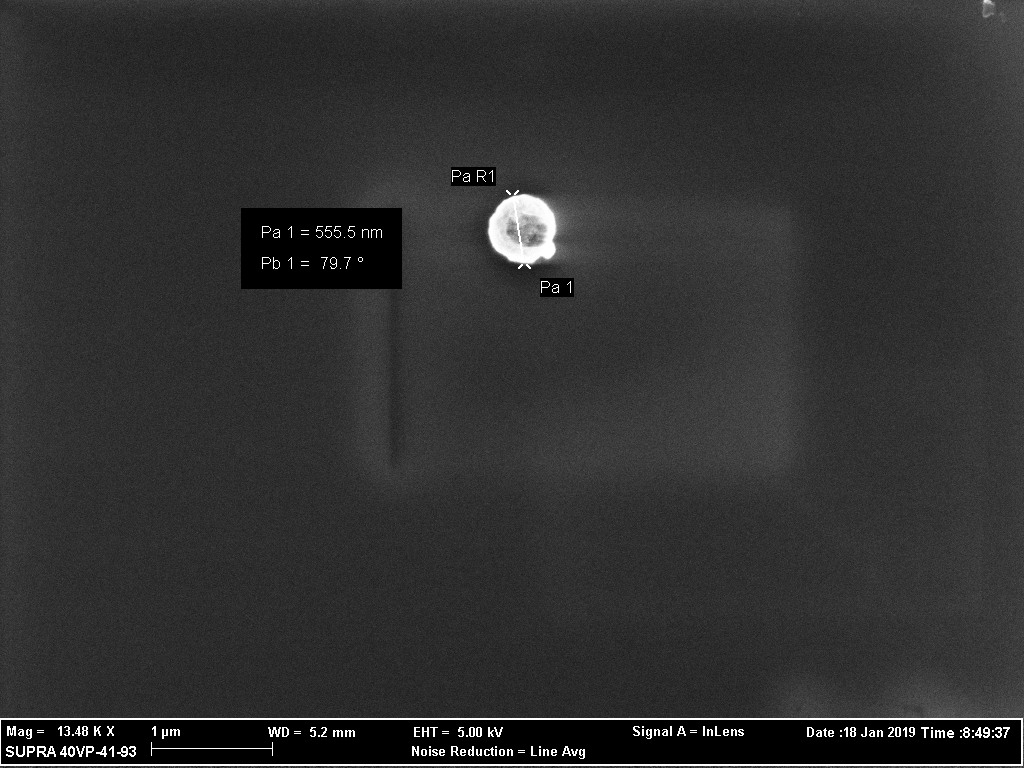 Pa R1
Pa 1 = 555.5 nm
Pb 1 = 79.7 °
Pa 1
Mag = 13.48 K X 1 µm WD = 5.2 mm EHT = 5.00 kV Signal A = InLens Date :18 Jan 2019 Time :8:49:37
SUPRA 40VP-41-93 Noise Reduction = Line Avg